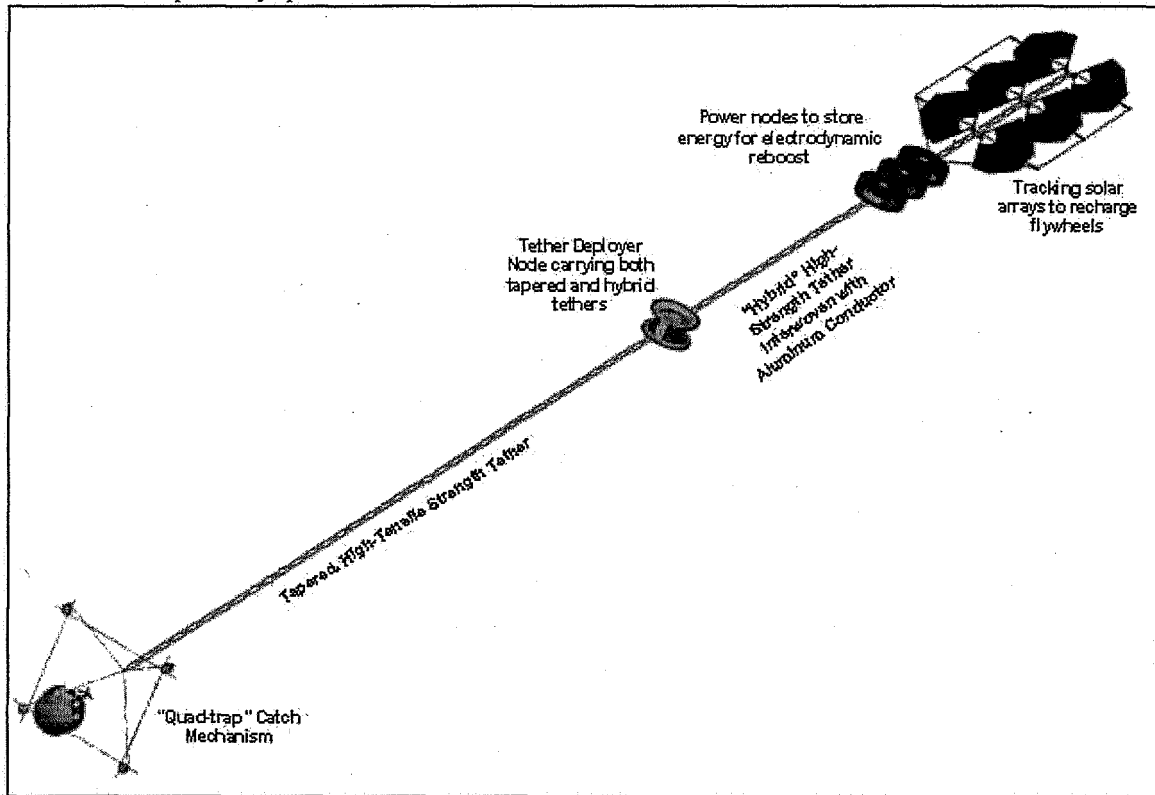 Power nodes to store
energy for electrodynamic
reboost
Tracking solar
arrays to recharge
flywheels
Tether Deployer
Node carrying both
tapered and hybrid
tethers
"Hybrid" High-
Strength Tether
Interwoven with
Aluminum Conductor
Tapered, High-Tensile Strength Tether
"Quad-trap" Catch
Mechanism